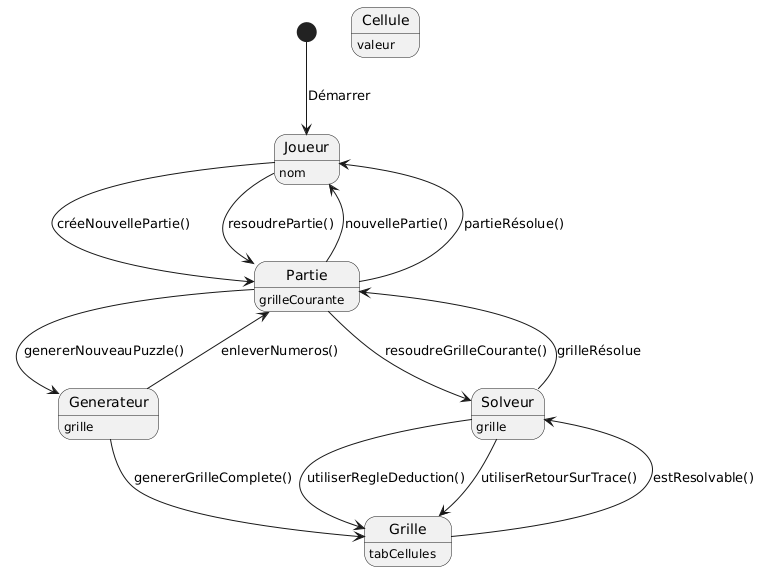 Cellule
valeur
Démarrer
Joueur
nom
créeNouvellePartie()
resoudrePartie()
nouvellePartie()
partieRésolue()
Partie
grilleCourante
genererNouveauPuzzle()
enleverNumeros()
resoudreGrilleCourante()
grilleRésolue
Generateur
grille
Solveur
grille
genererGrilleComplete()
utiliserRegleDeduction()
utiliserRetourSurTrace()
estResolvable()
Grille
tabCellules